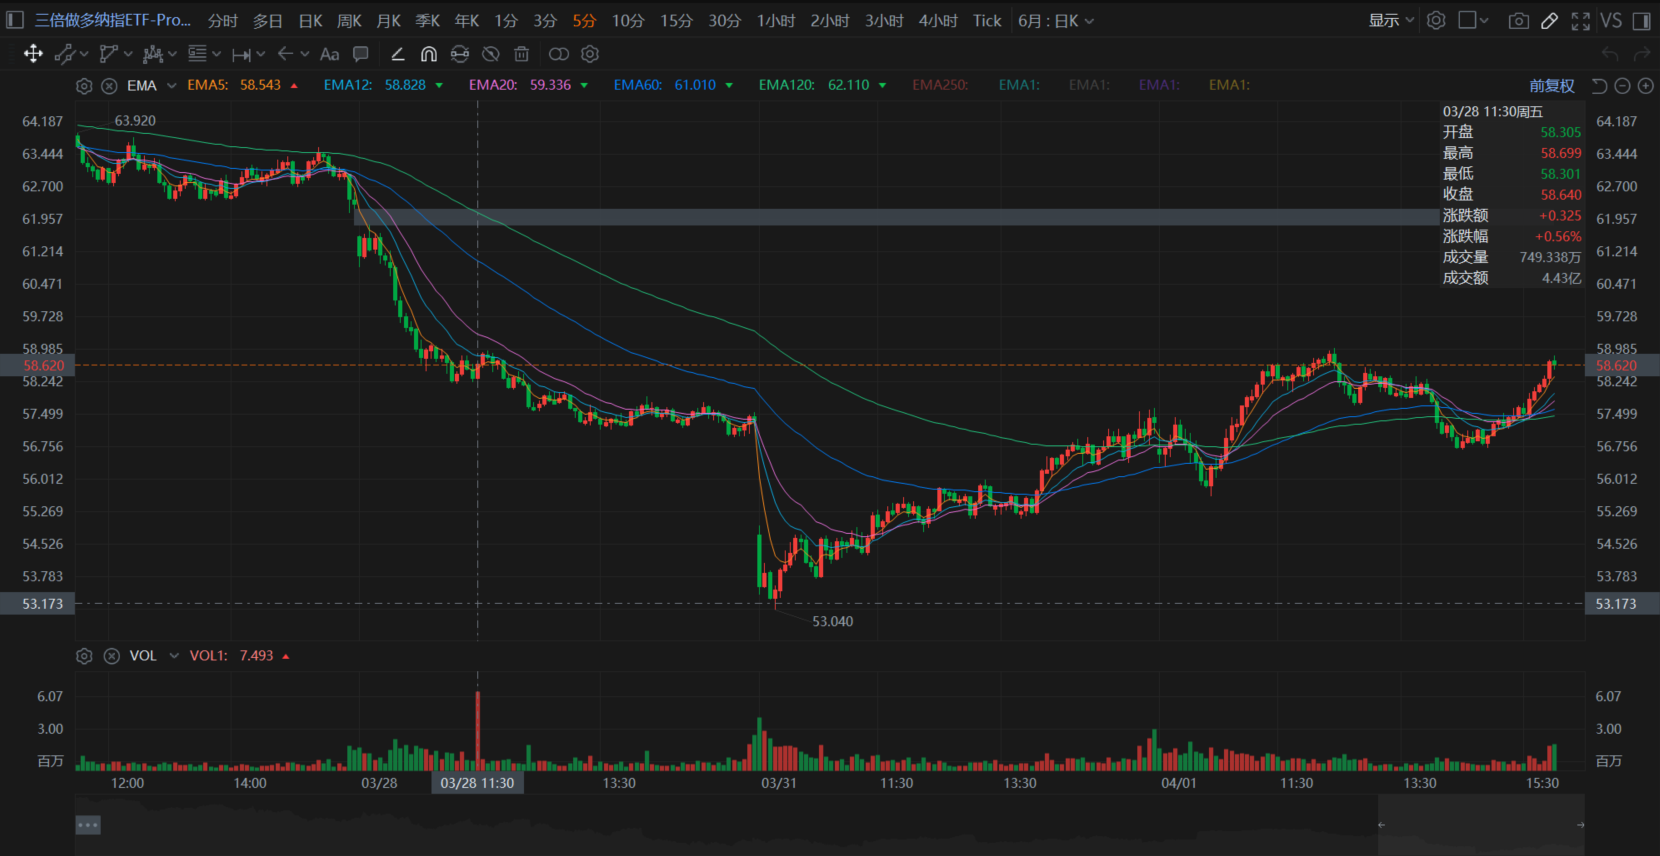 三倍做多纳指ETF-Pro... 分时 多日 日K 周K 月K 季K 年K 1分 3分 5分 10分 15分 30分 1小时 2小时 3小时 4小时 Tick 6月 : 日K 显示 VS
Aa
EMA EMA5: 58.543 EMA12: 58.828 EMA20: 59.336 EMA60: 61.010 EMA120: 62.110 EMA250: EMA1: EMA1: EMA1: EMA1: 前复权
03/28 11:30周五
开盘 58.305
最高 58.699
最低 58.301
收盘 58.640
涨跌额 +0.325
涨跌幅 +0.56%
成交量 749.338万
成交额 4.43亿
64.187 63.920 64.187
63.444 63.444
62.700 62.700
61.957 61.957
61.214 61.214
60.471 60.471
59.728 59.728
58.985 58.985
58.620 58.620
58.242 58.242
57.499 57.499
56.756 56.756
56.012 56.012
55.269 55.269
54.526 54.526
53.783 53.783
53.173 53.173
53.040
VOL VOL1: 7.493
6.07 6.07
3.00 3.00
百万 百万
12:00 14:00 03/28 03/28 11:30 13:30 03/31 11:30 13:30 04/01 11:30 13:30 15:30